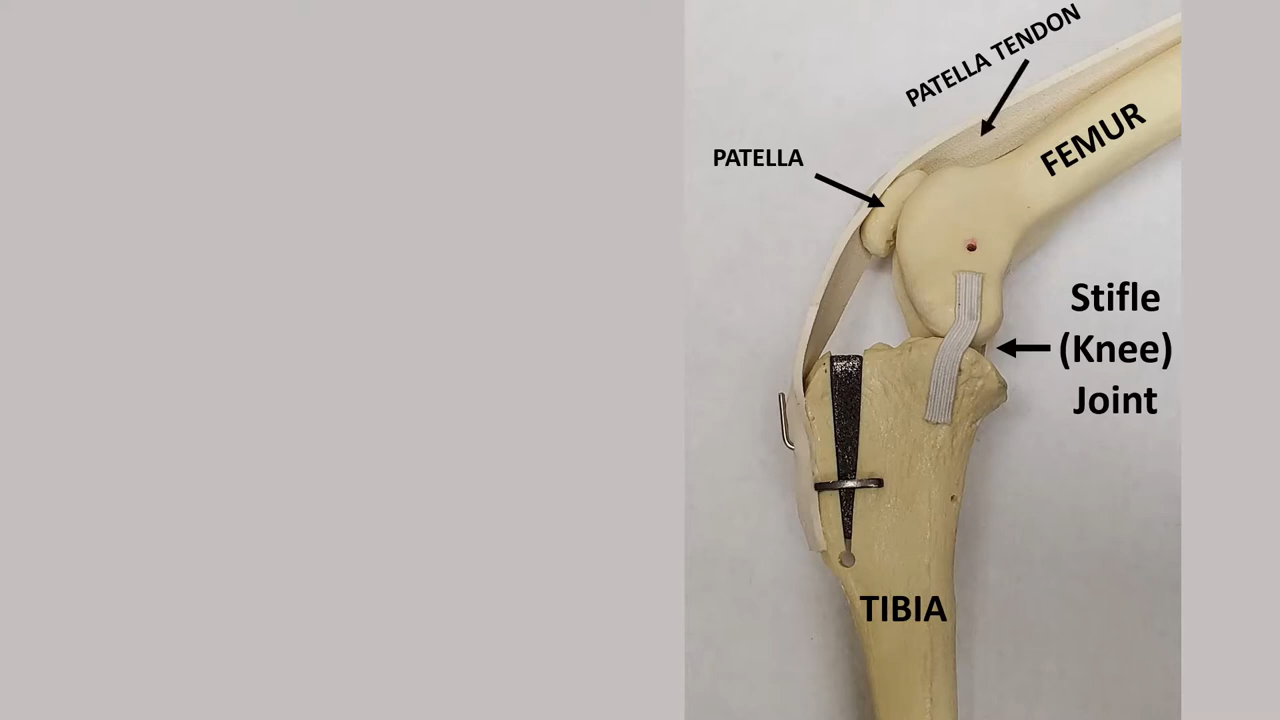 PATELLA TENDON
FEMUR
PATELLA
Stifle
(Knee)
Joint
TIBIA